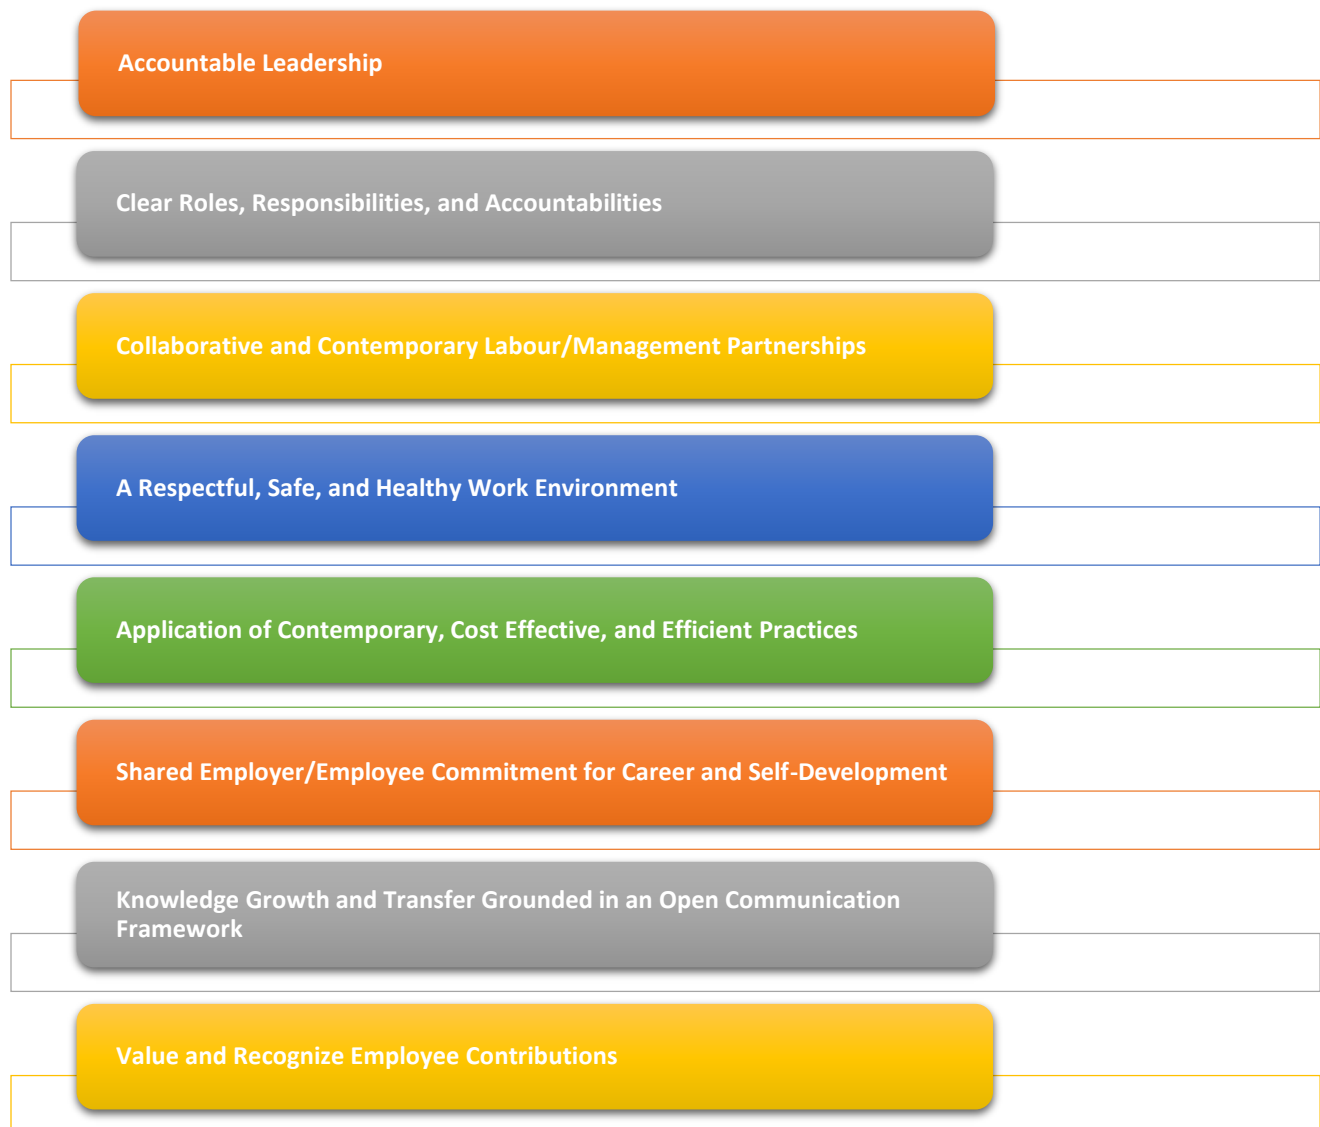 Accountable Leadership
Clear Roles, Responsibilities, and Accountabilities
Collaborative and Contemporary Labour/Management Partnerships
A Respectful, Safe, and Healthy Work Environment
Application of Contemporary, Cost Effective, and Efficient Practices
Shared Employer/Employee Commitment for Career and Self-Development
Knowledge Growth and Transfer Grounded in an Open Communication
Framework
Value and Recognize Employee Contributions